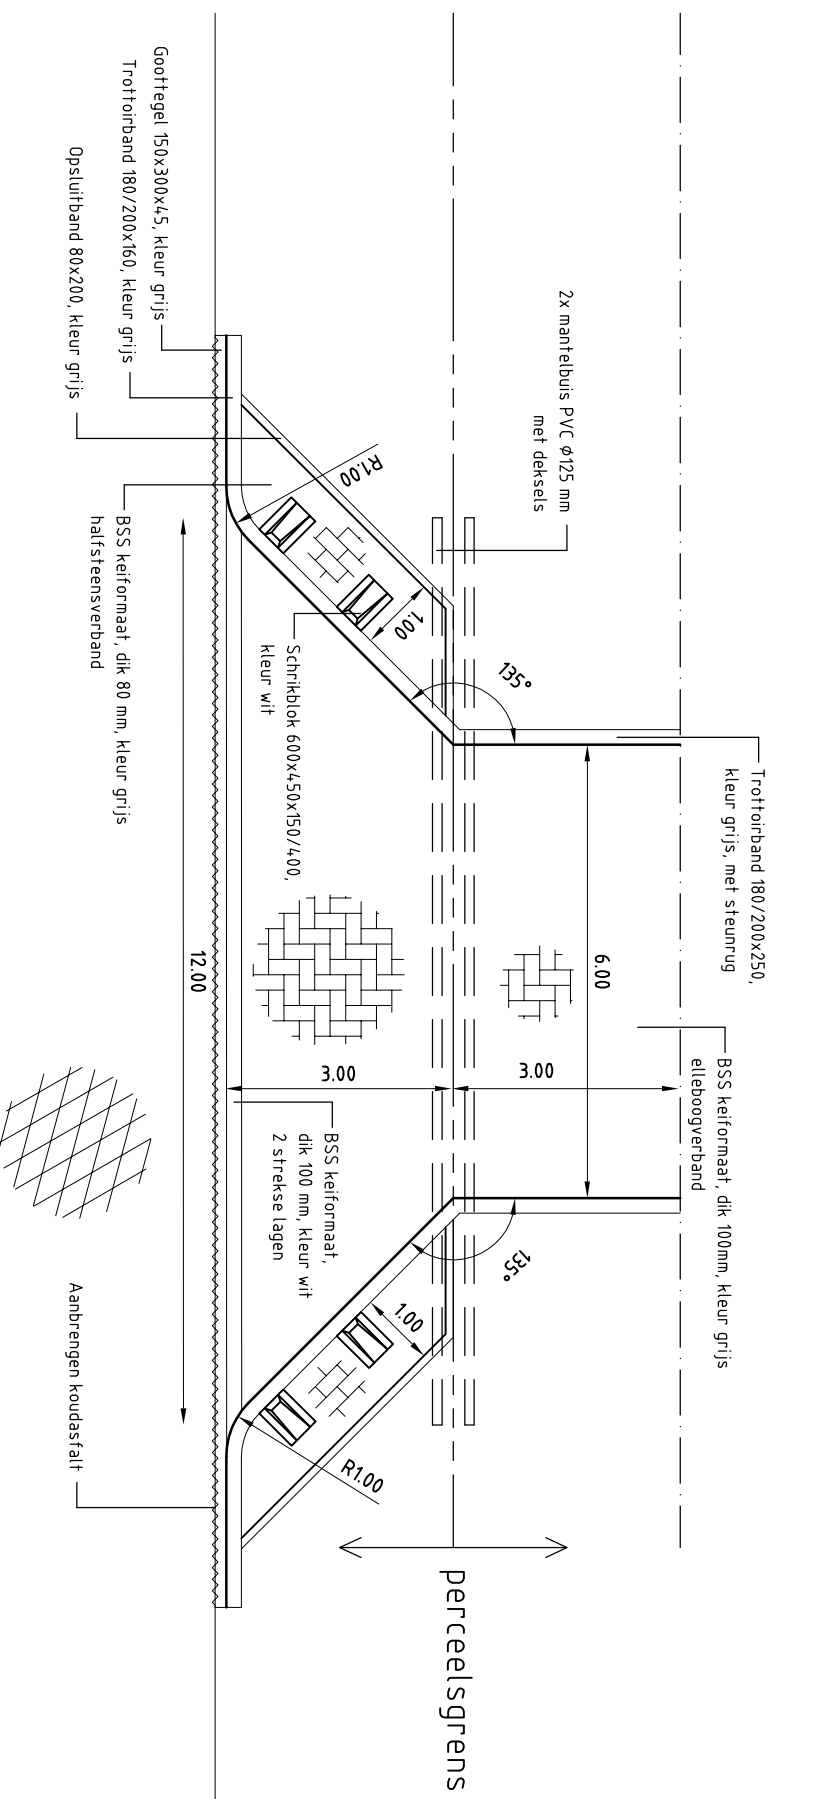 Goottegel 150x300x45, kleur grijs
Trottoirband 180/200x160, kleur grijs
Opsluitband 80x200, kleur grijs
2x mantelbuis PVC ø125 mm
met deksels
R1.00
BSS keiformaat, dik 80 mm, kleur grijs
halfsteensverband
1.00
135°
Schrikblok 600x450x150/400,
kleur wit
Trottoirband 180/200x250,
kleur grijs, met steunrug
6.00
12.00
3.00
3.00
BSS keiformaat, dik 100mm, kleur grijs
elleboogverband
BSS keiformaat,
dik 100 mm, kleur wit
2 strekse lagen
135°
1.00
R1.00
Aanbrengen koudasfalt
perceelsgrens